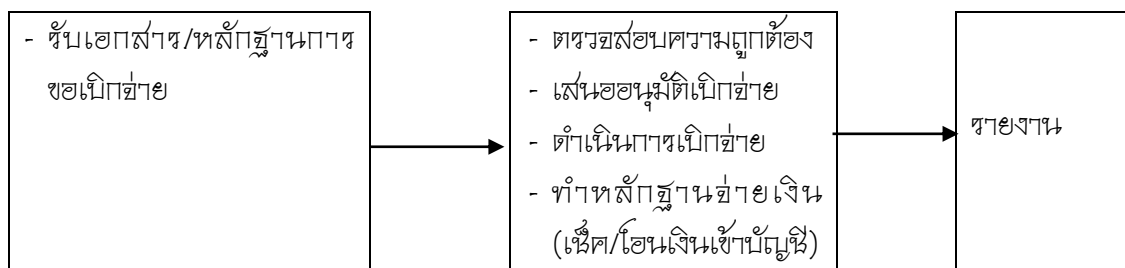 - รับเอกสาร/หลักฐานการ
ขอเบิกจ่าย
- ตรวจสอบความถูกต้อง
- เสนออนุมัติเบิกจ่าย
- ดำเนินการเบิกจ่าย
- ทำหลักฐานจ่ายเงิน
(เช็ค/โอนเงินเข้าบัญชี)
รายงาน